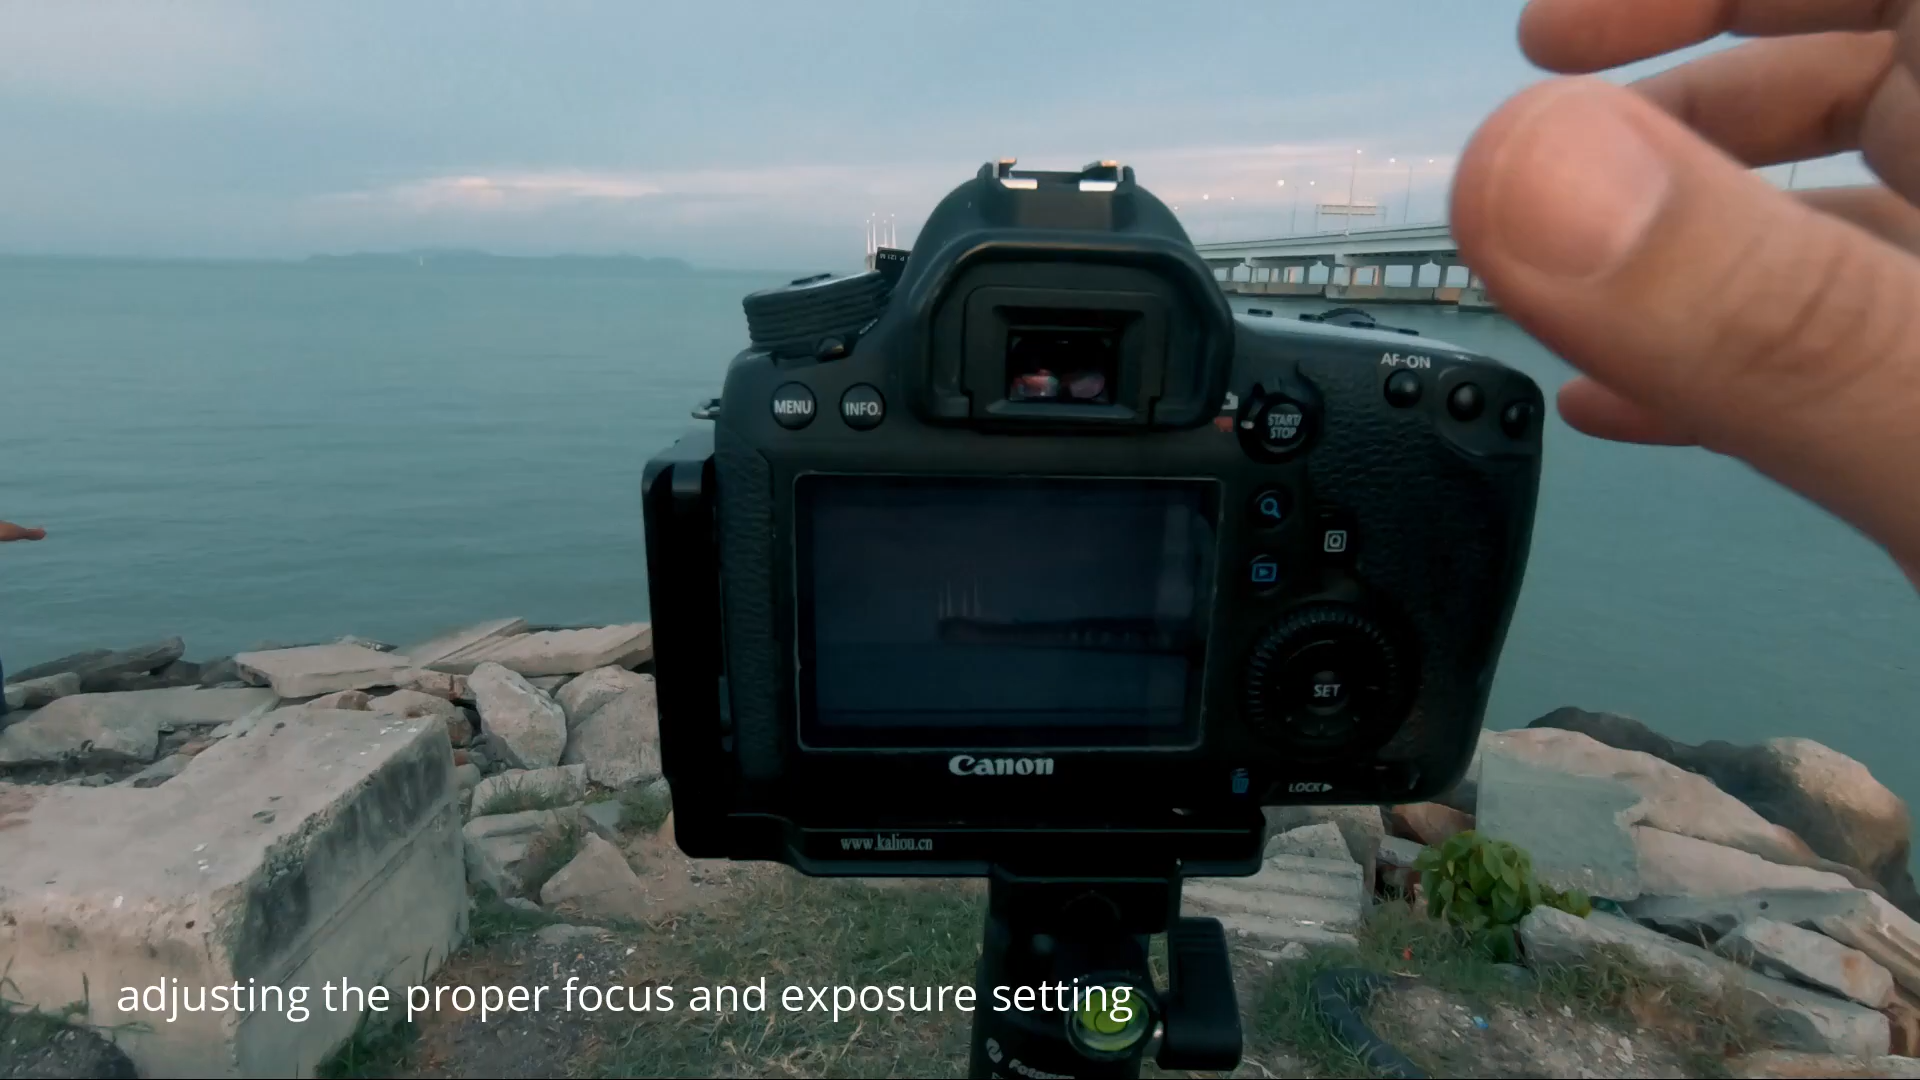 AF-ON
MENU
INFO.
START/
STOP
Q
SET
Canon
LOCK
www.kaliou.cn
adjusting the proper focus and exposure setting